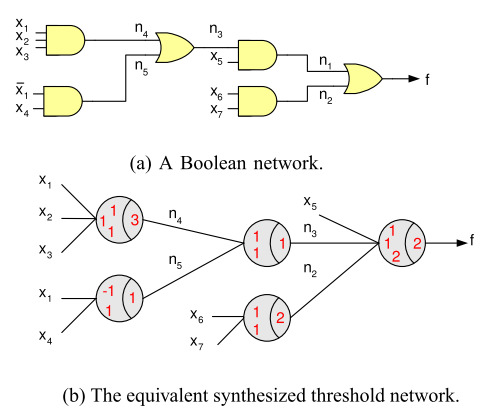 x1
x2
x3
n4
n3
x5
n5
n1
f
x̄1
x4
x6
x7
n2
(a) A Boolean network.
x1
x2
x3
1
1
1
3
n4
x5
n3
1
1
1
1
1
2
2
f
n5
n2
x1
x4
-1
1
1
x6
x7
1
1
2
(b) The equivalent synthesized threshold network.